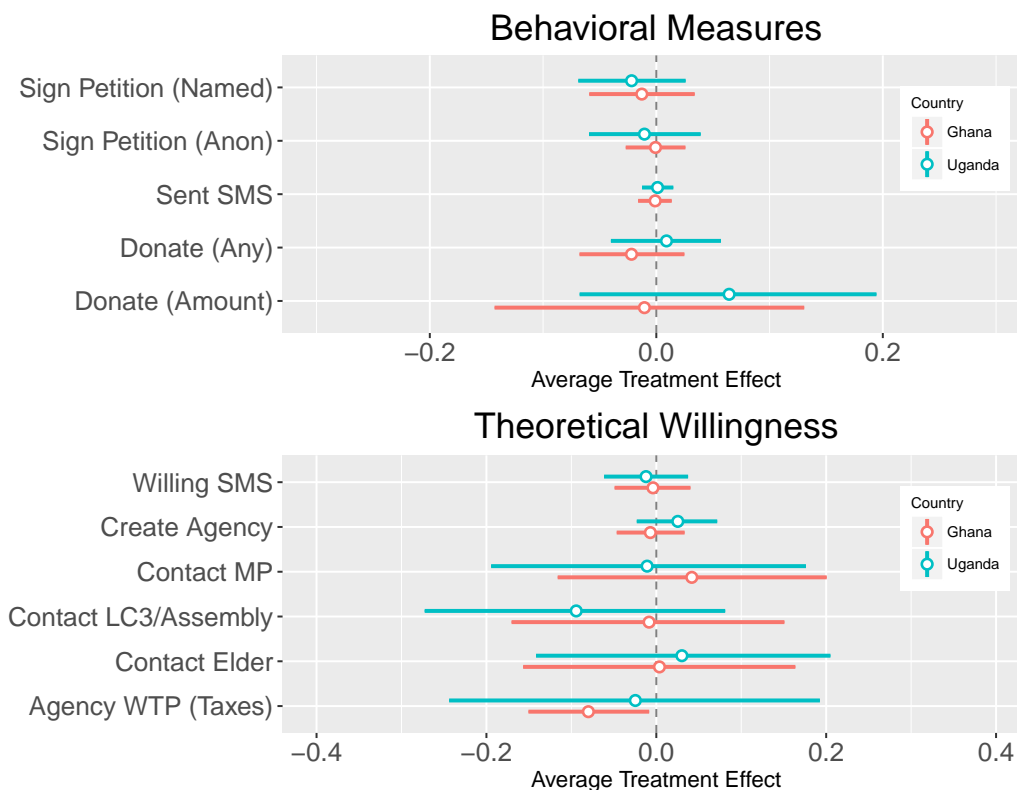 Behavioral Measures
Sign Petition (Named)
Sign Petition (Anon)
Sent SMS
Donate (Any)
Donate (Amount)
Country
Ghana
Uganda
−0.2 0.0 0.2
Average Treatment Effect
Theoretical Willingness
Willing SMS
Create Agency
Contact MP
Contact LC3/Assembly
Contact Elder
Agency WTP (Taxes)
Country
Ghana
Uganda
−0.4 −0.2 0.0 0.2 0.4
Average Treatment Effect